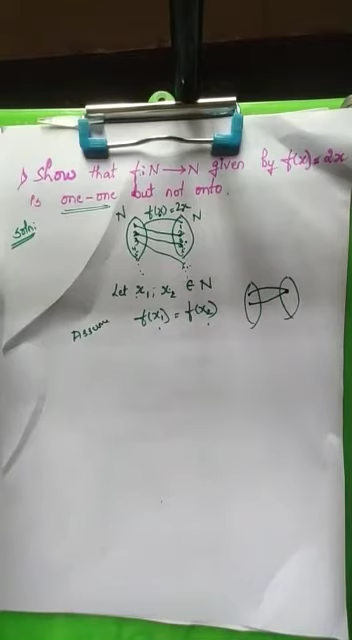 1) Show that f: N → N given by f(x) = 2x
is one-one but not onto.
Soln:
f(x) = 2x
N N
Let x₁, x₂ ∈ N
Assume f(x₁) = f(x₂)